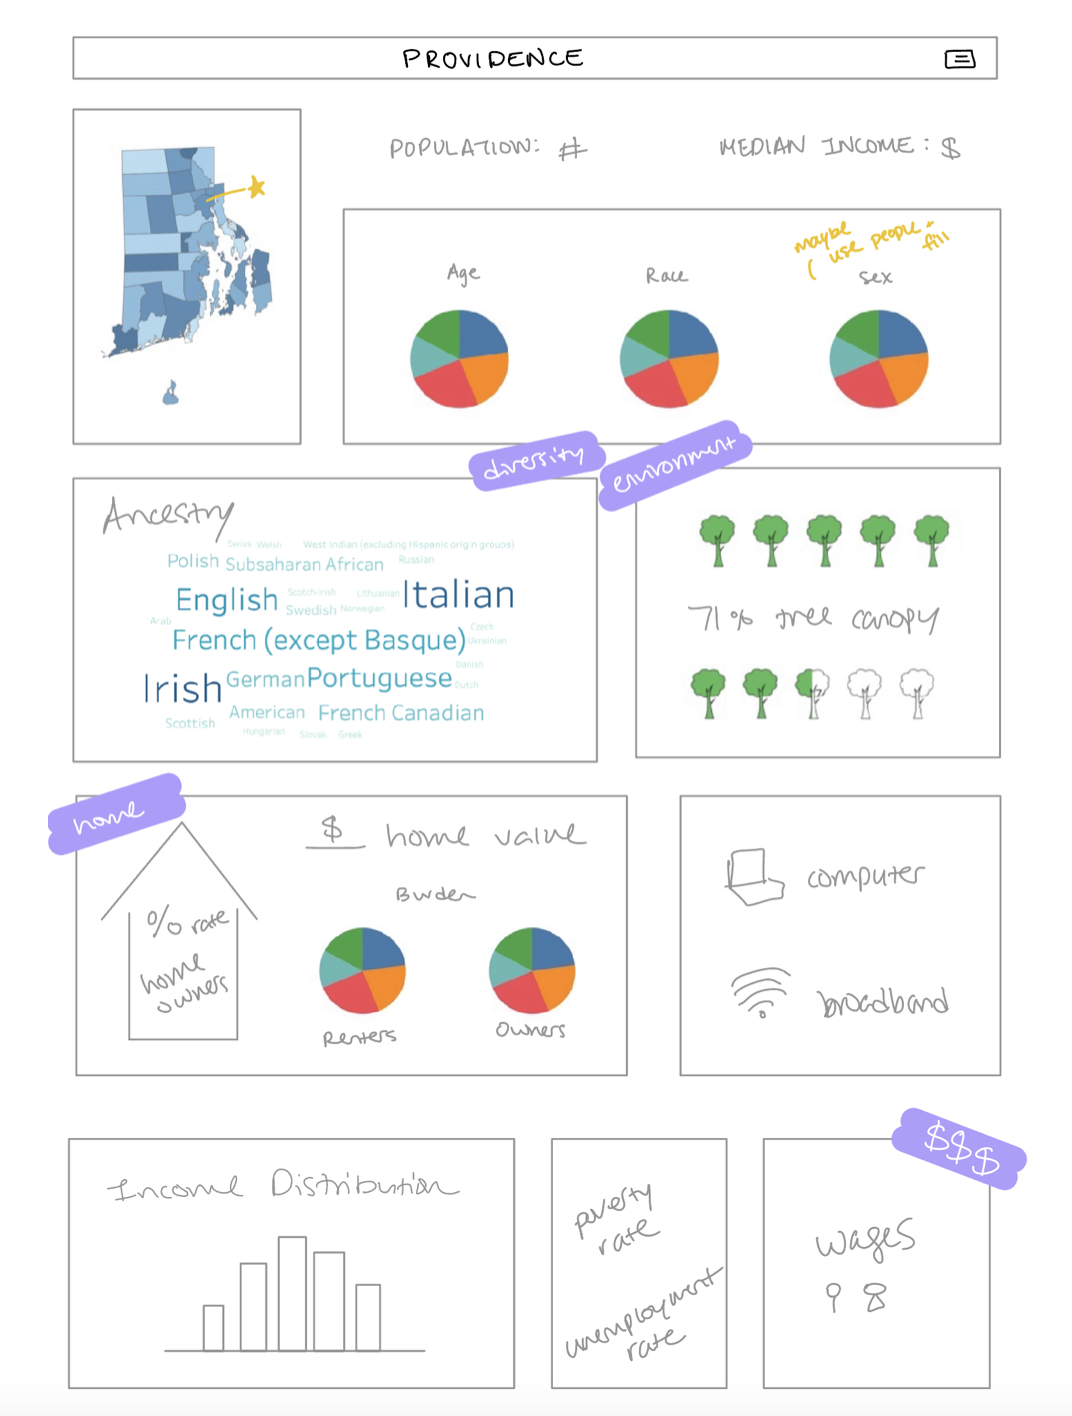 PROVIDENCE
POPULATION: #
MEDIAN INCOME: $
maybe
( use people +
fill
Age
Race
Sex
diversity
environment
Ancestry
Swiss Welsh West Indian (excluding Hispanic origin groups)
Polish Subsaharan African Russian
English Scotch-Irish Lithuanian Italian
Swedish Norwegian
Arab
French (except Basque) Czech
Ukrainian
Danish
Irish German Portuguese Dutch
American French Canadian
Scottish
Hungarian Slovak Greek
71% tree canopy
home
$ home value
Burden
% rate
home
owners
Renters
Owners
computer
broadband
$$$
Income Distribution
poverty
rate
unemployment
rate
wages